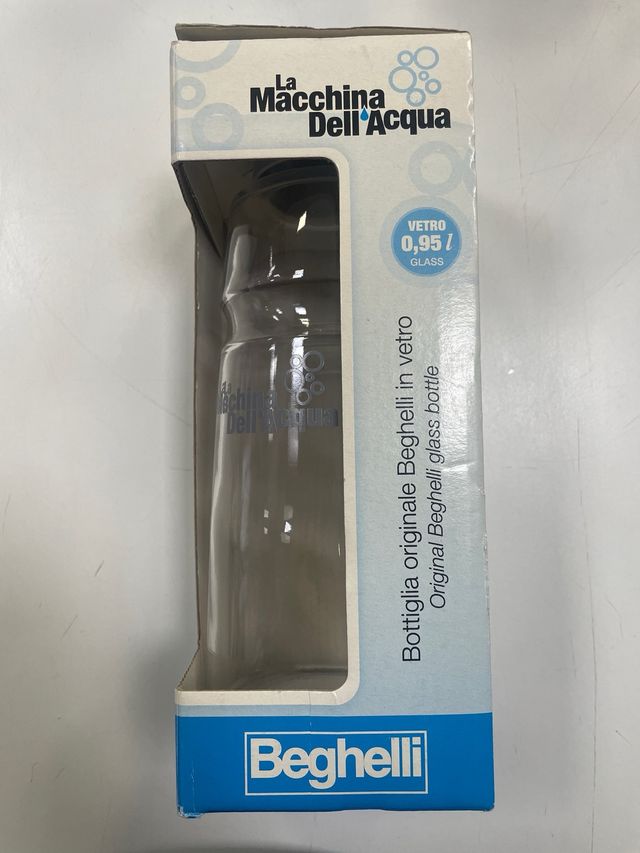 La
Macchina
Dell'Acqua
VETRO
0,95 l
GLASS
La
Macchina
Dell'Acqua
Bottiglia originale Beghelli in vetro
Original Beghelli glass bottle
Beghelli